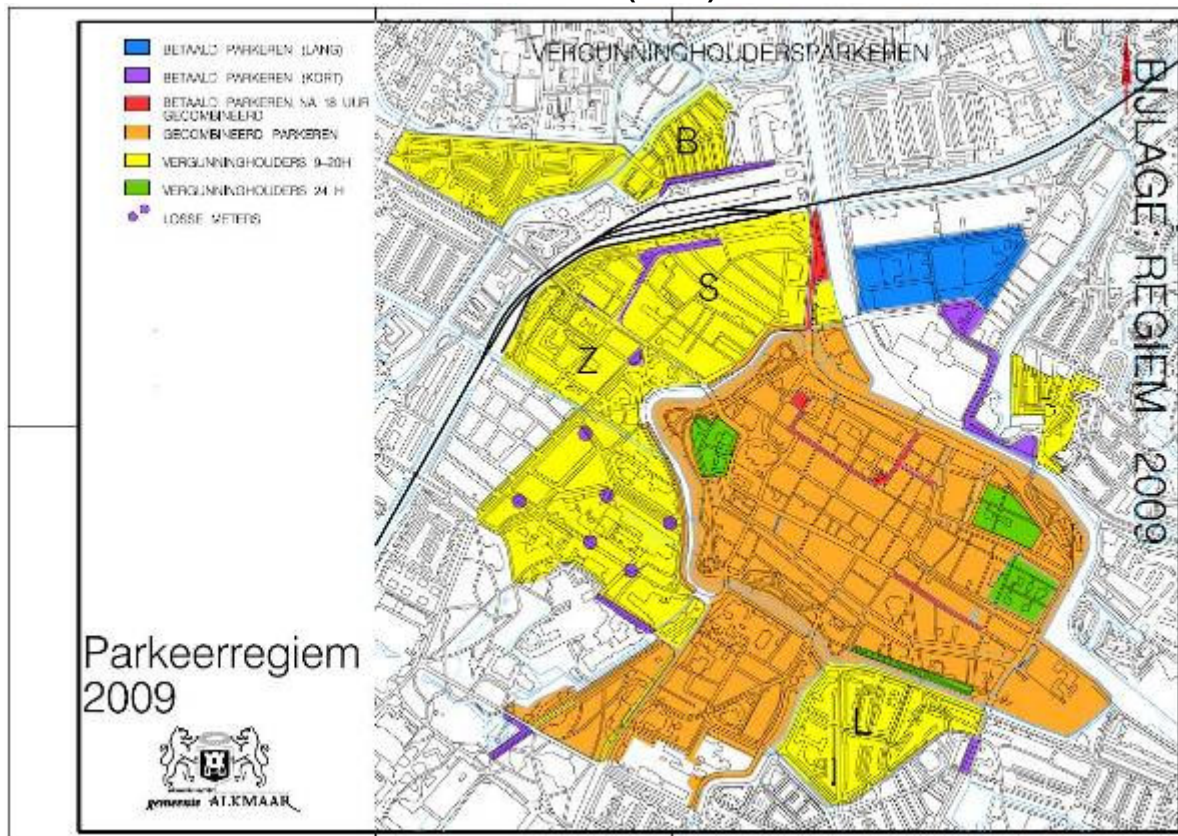 BETAALD PARKEREN (LANG)
BETAALD PARKEREN (KORT)
BETAALD PARKEREN NA 18 UUR
GECOMBINEERD
GECOMBINEERD PARKEREN
VERGUNNINGHOUDERS 9-20H
VERGUNNINGHOUDERS 24 H
LOSSE METERS
VERGUNNINGHOUDERSPARKEREN
BIJLAGE: REGIEM 2009
B
S
Z
L
Parkeerregiem
2009
gemeente ALKMAAR